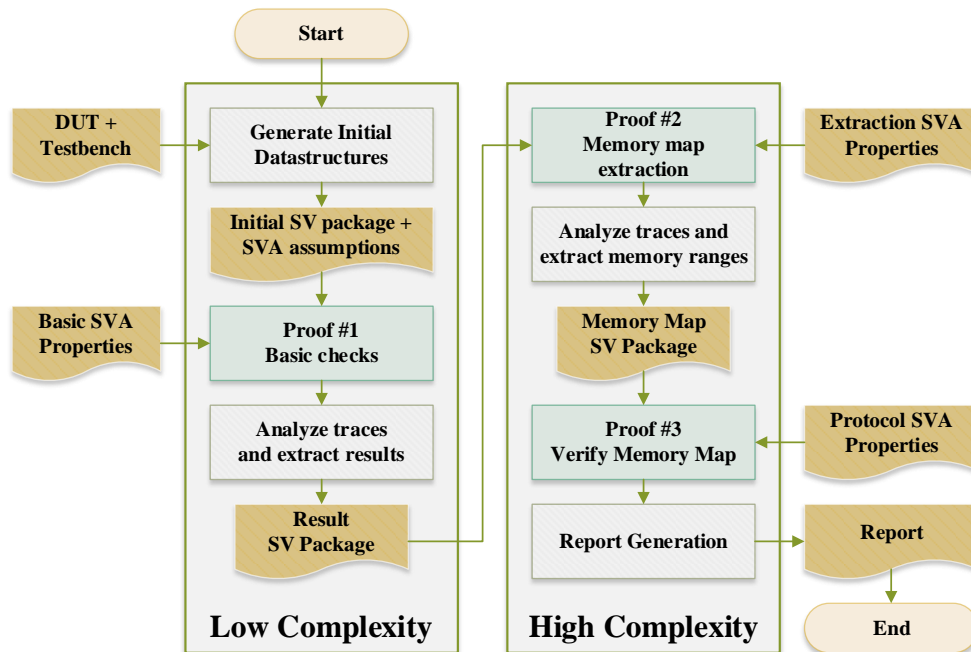 Start
DUT +
Testbench
Generate Initial
Datastructures
Initial SV package +
SVA assumptions
Basic SVA
Properties
Proof #1
Basic checks
Analyze traces
and extract results
Result
SV Package
Low Complexity
Proof #2
Memory map
extraction
Extraction SVA
Properties
Analyze traces and
extract memory ranges
Memory Map
SV Package
Proof #3
Verify Memory Map
Protocol SVA
Properties
Report Generation
Report
High Complexity
End